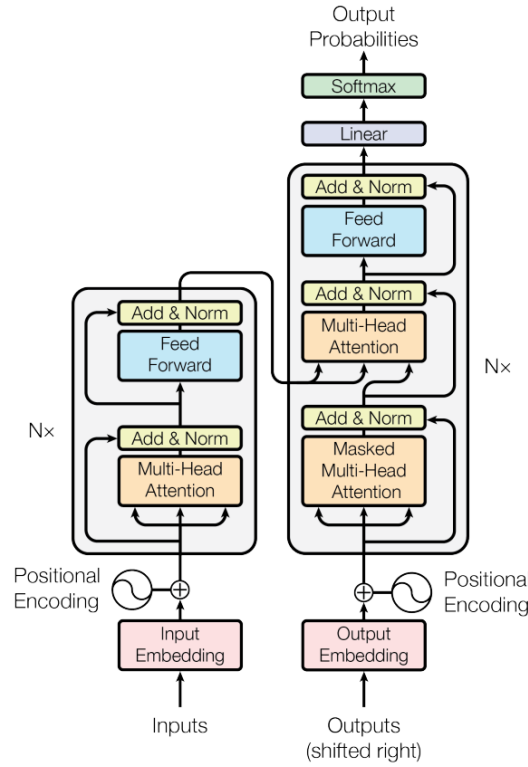 Output
Probabilities
Softmax
Linear
Add & Norm
Feed
Forward
Add & Norm
Multi-Head
Attention
Add & Norm
Masked
Multi-Head
Attention
N×
Add & Norm
Feed
Forward
Add & Norm
Multi-Head
Attention
N×
Positional
Encoding
Positiona
Encoding
Input
Embedding
Output
Embedding
Inputs
Outputs
(shifted right)